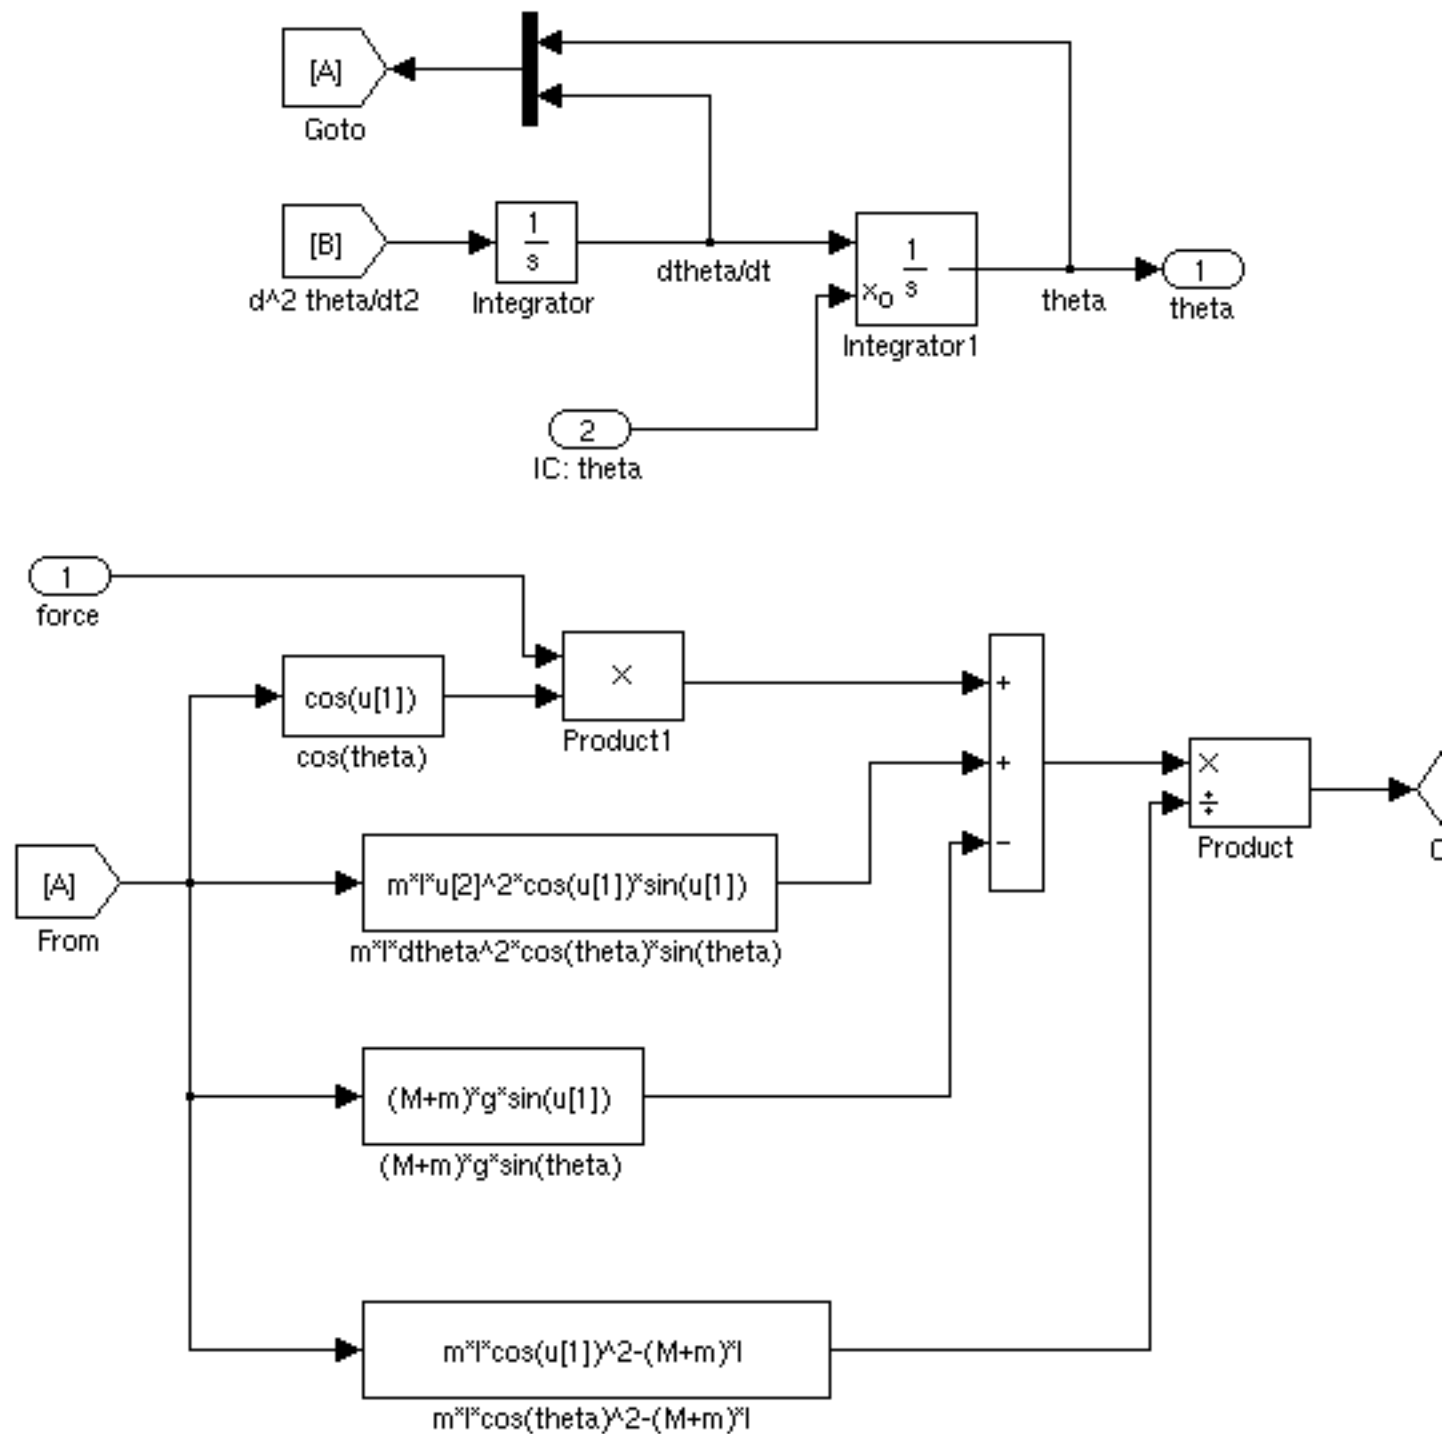 [A]
Goto
[B]
d^2 theta/dt2
1
s
Integrator
dtheta/dt
xo
1
s
Integrator1
theta
1
theta
2
IC: theta
1
force
cos(u[1])
cos(theta)
×
Product1
+
+
−
×
÷
Product
[A]
From
m*l*u[2]^2*cos(u[1])*sin(u[1])
m*l*dtheta^2*cos(theta)*sin(theta)
(M+m)*g*sin(u[1])
(M+m)*g*sin(theta)
m*l*cos(u[1])^2-(M+m)*l
m*l*cos(theta)^2-(M+m)*l